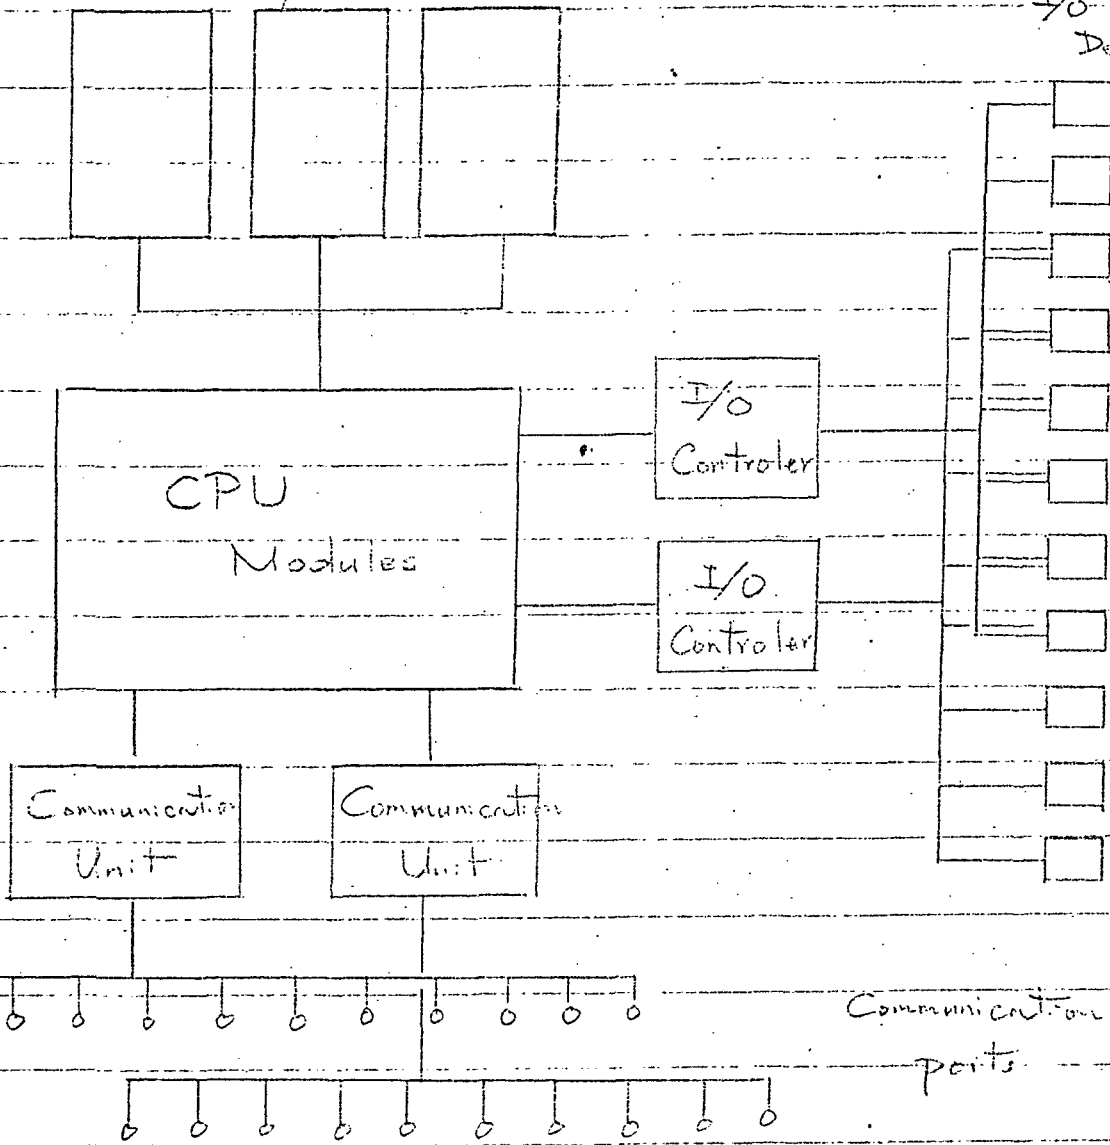 I/O
CPU
Modules
I/O
Controler
I/O
Controler
Communication
Unit
Communication
Unit
Communication
ports